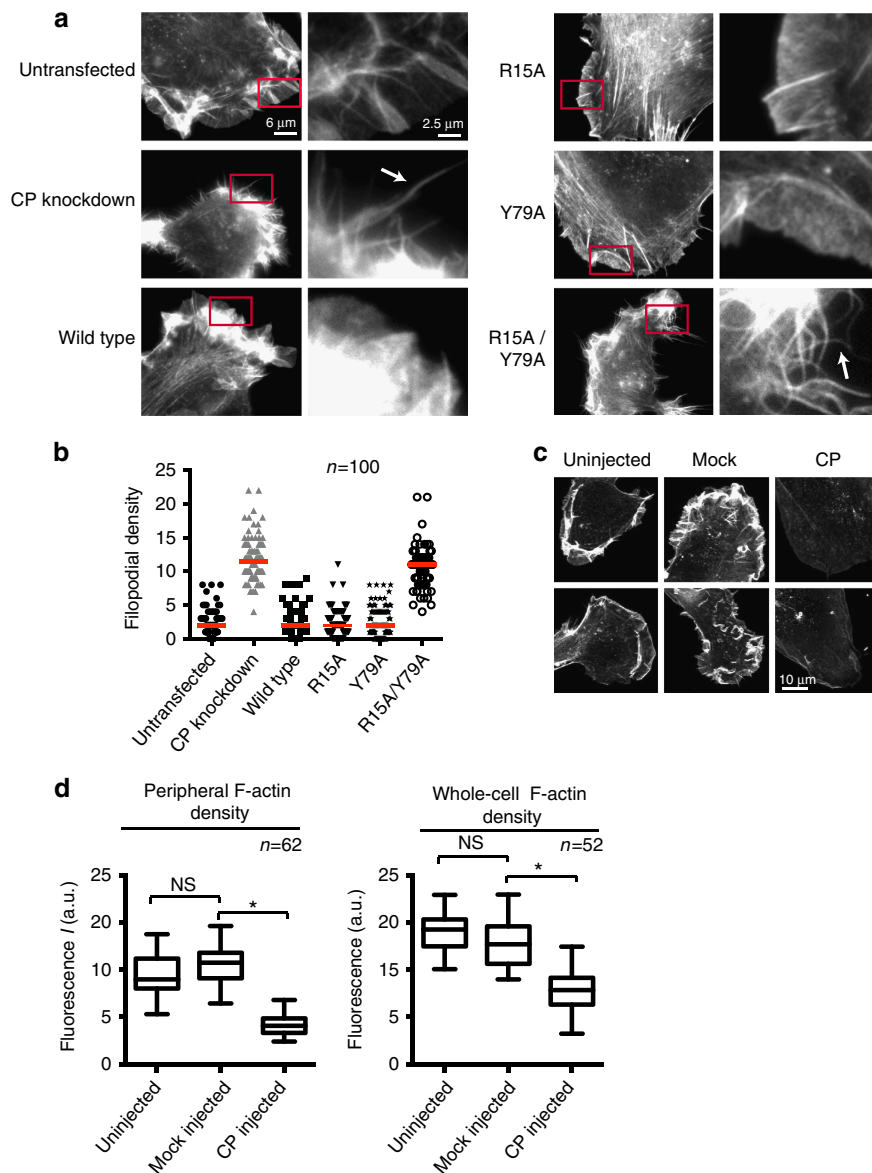 a
Untransfected
6 μm
2.5 μm
CP knockdown
Wild type
R15A
Y79A
R15A /
Y79A
b
n=100
Filopodial density
25
20
15
10
5
0
Untransfected
CP knockdown
Wild type
R15A
Y79A
R15A/Y79A
c
Uninjected Mock CP
10 μm
d
Peripheral F-actin
density
n=62
NS
*
Fluorescence I (a.u.)
25
20
10
5
0
Uninjected
Mock injected
CP injected
Whole-cell F-actin
density
NS
n=52
*
Fluorescence (a.u.)
25
20
15
5
0
Uninjected
Mock injected
CP injected